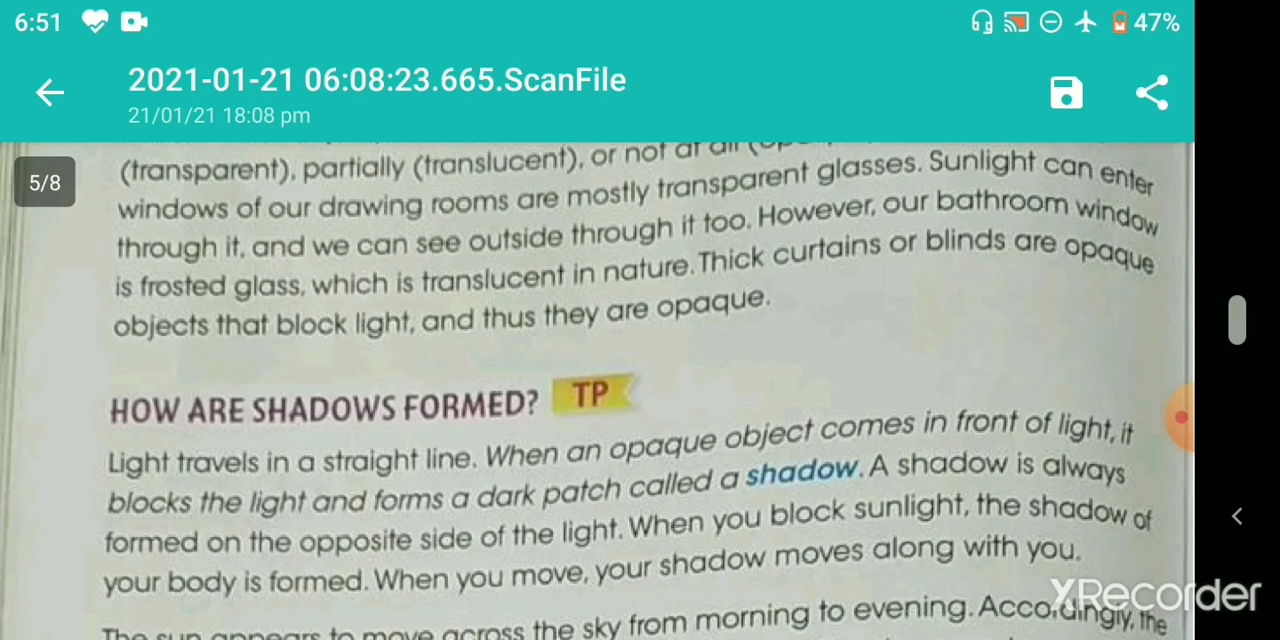 6:51
47%
2021-01-21 06:08:23.665.ScanFile
21/01/21 18:08 pm
5/8
(transparent), partially (translucent), or not at all
windows of our drawing rooms are mostly transparent glasses. Sunlight can enter
through it, and we can see outside through it too. However, our bathroom window
is frosted glass, which is translucent in nature. Thick curtains or blinds are opaque
objects that block light, and thus they are opaque.
HOW ARE SHADOWS FORMED? TP
Light travels in a straight line. When an opaque object comes in front of light, it
blocks the light and forms a dark patch called a shadow. A shadow is always
formed on the opposite side of the light. When you block sunlight, the shadow of
your body is formed. When you move, your shadow moves along with you.
XRecorder
The sun appears to move across the sky from morning to evening. Accordingly, the